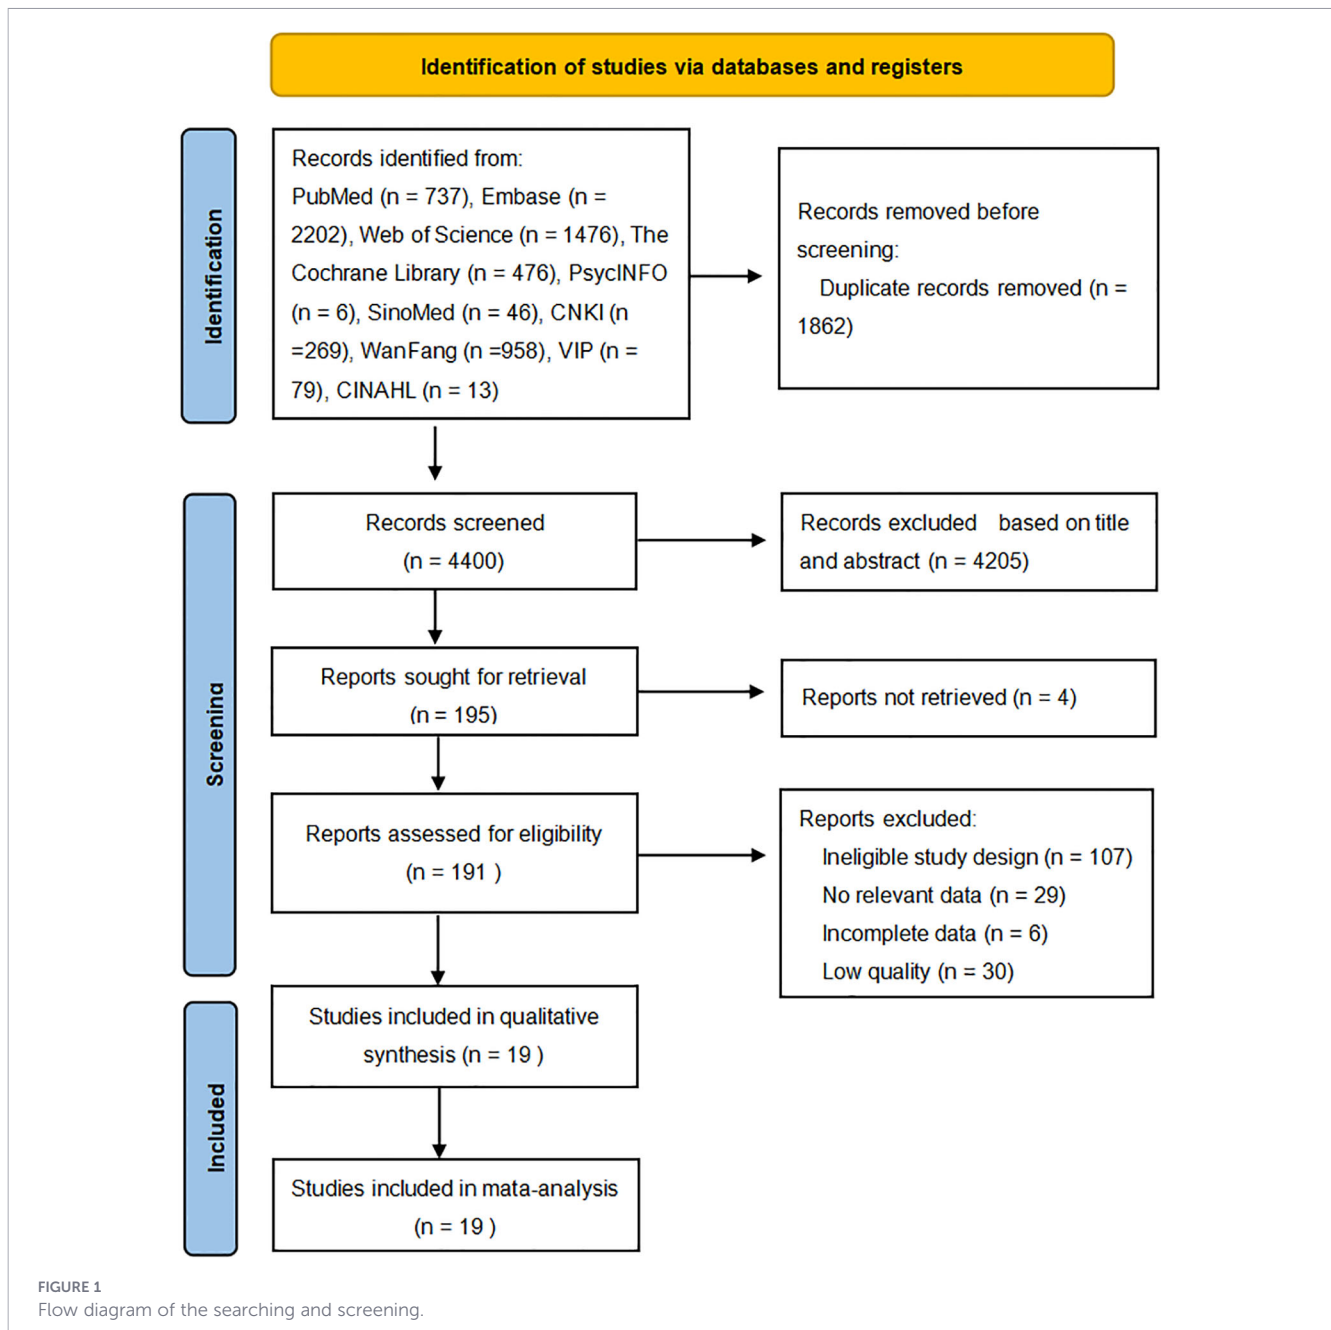 Identification of studies via databases and registers
Identification
Records identified from:
PubMed (n = 737), Embase (n =
2202), Web of Science (n = 1476), The
Cochrane Library (n = 476), PsycINFO
(n = 6), SinoMed (n = 46), CNKI (n
=269), WanFang (n =958), VIP (n =
79), CINAHL (n = 13)
Records removed before
screening:
Duplicate records removed (n =
1862)
Screening
Records screened
(n = 4400)
Records excluded based on title
and abstract (n = 4205)
Reports sought for retrieval
(n = 195)
Reports not retrieved (n = 4)
Reports assessed for eligibility
(n = 191 )
Reports excluded:
Ineligible study design (n = 107)
No relevant data (n = 29)
Incomplete data (n = 6)
Low quality (n = 30)
Included
Studies included in qualitative
synthesis (n = 19 )
Studies included in mata-analysis
(n = 19 )
FIGURE 1
Flow diagram of the searching and screening.